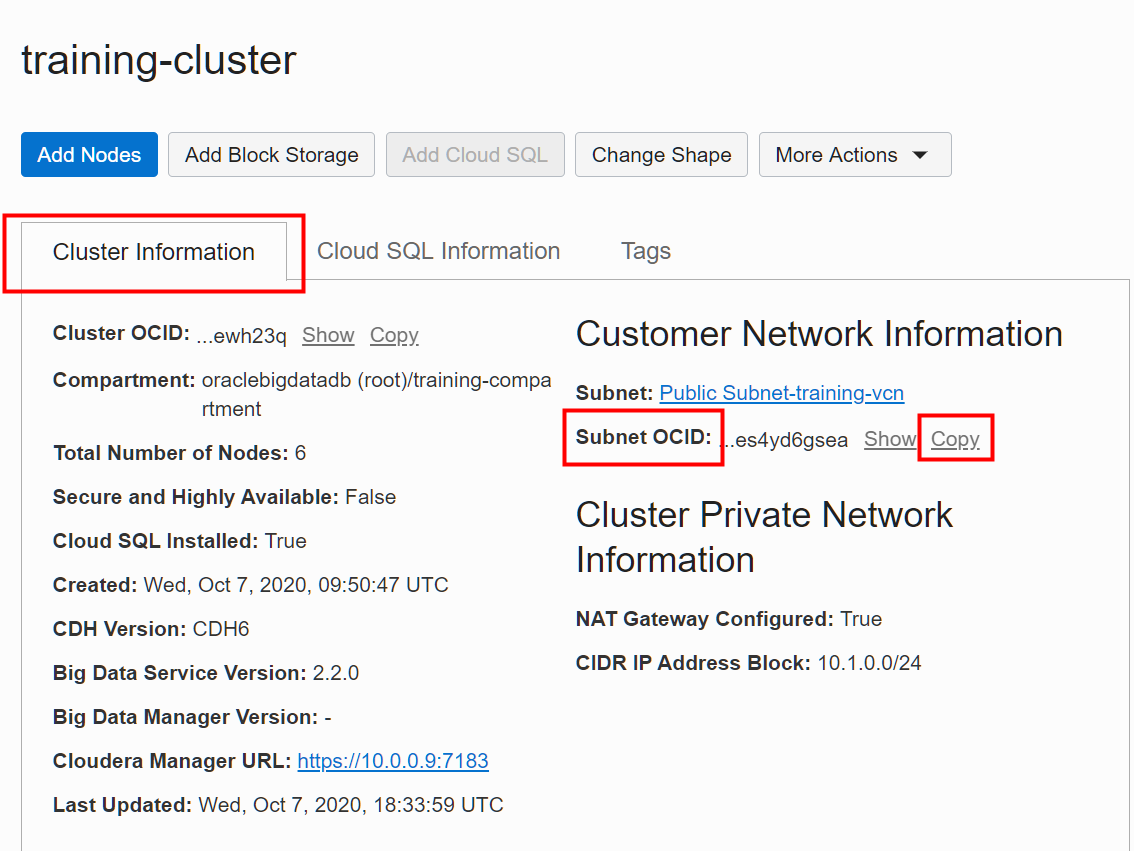 training-cluster
Add Nodes Add Block Storage Add Cloud SQL Change Shape More Actions
Cluster Information Cloud SQL Information Tags
Cluster OCID: ...ewh23q Show Copy
Compartment: oraclebigdatadb (root)/training-compa
rtment
Total Number of Nodes: 6
Secure and Highly Available: False
Cloud SQL Installed: True
Created: Wed, Oct 7, 2020, 09:50:47 UTC
CDH Version: CDH6
Big Data Service Version: 2.2.0
Big Data Manager Version: -
Cloudera Manager URL: https://10.0.0.9:7183
Last Updated: Wed, Oct 7, 2020, 18:33:59 UTC
Customer Network Information
Subnet: Public Subnet-training-vcn
Subnet OCID: ...es4yd6gsea Show Copy
Cluster Private Network
Information
NAT Gateway Configured: True
CIDR IP Address Block: 10.1.0.0/24